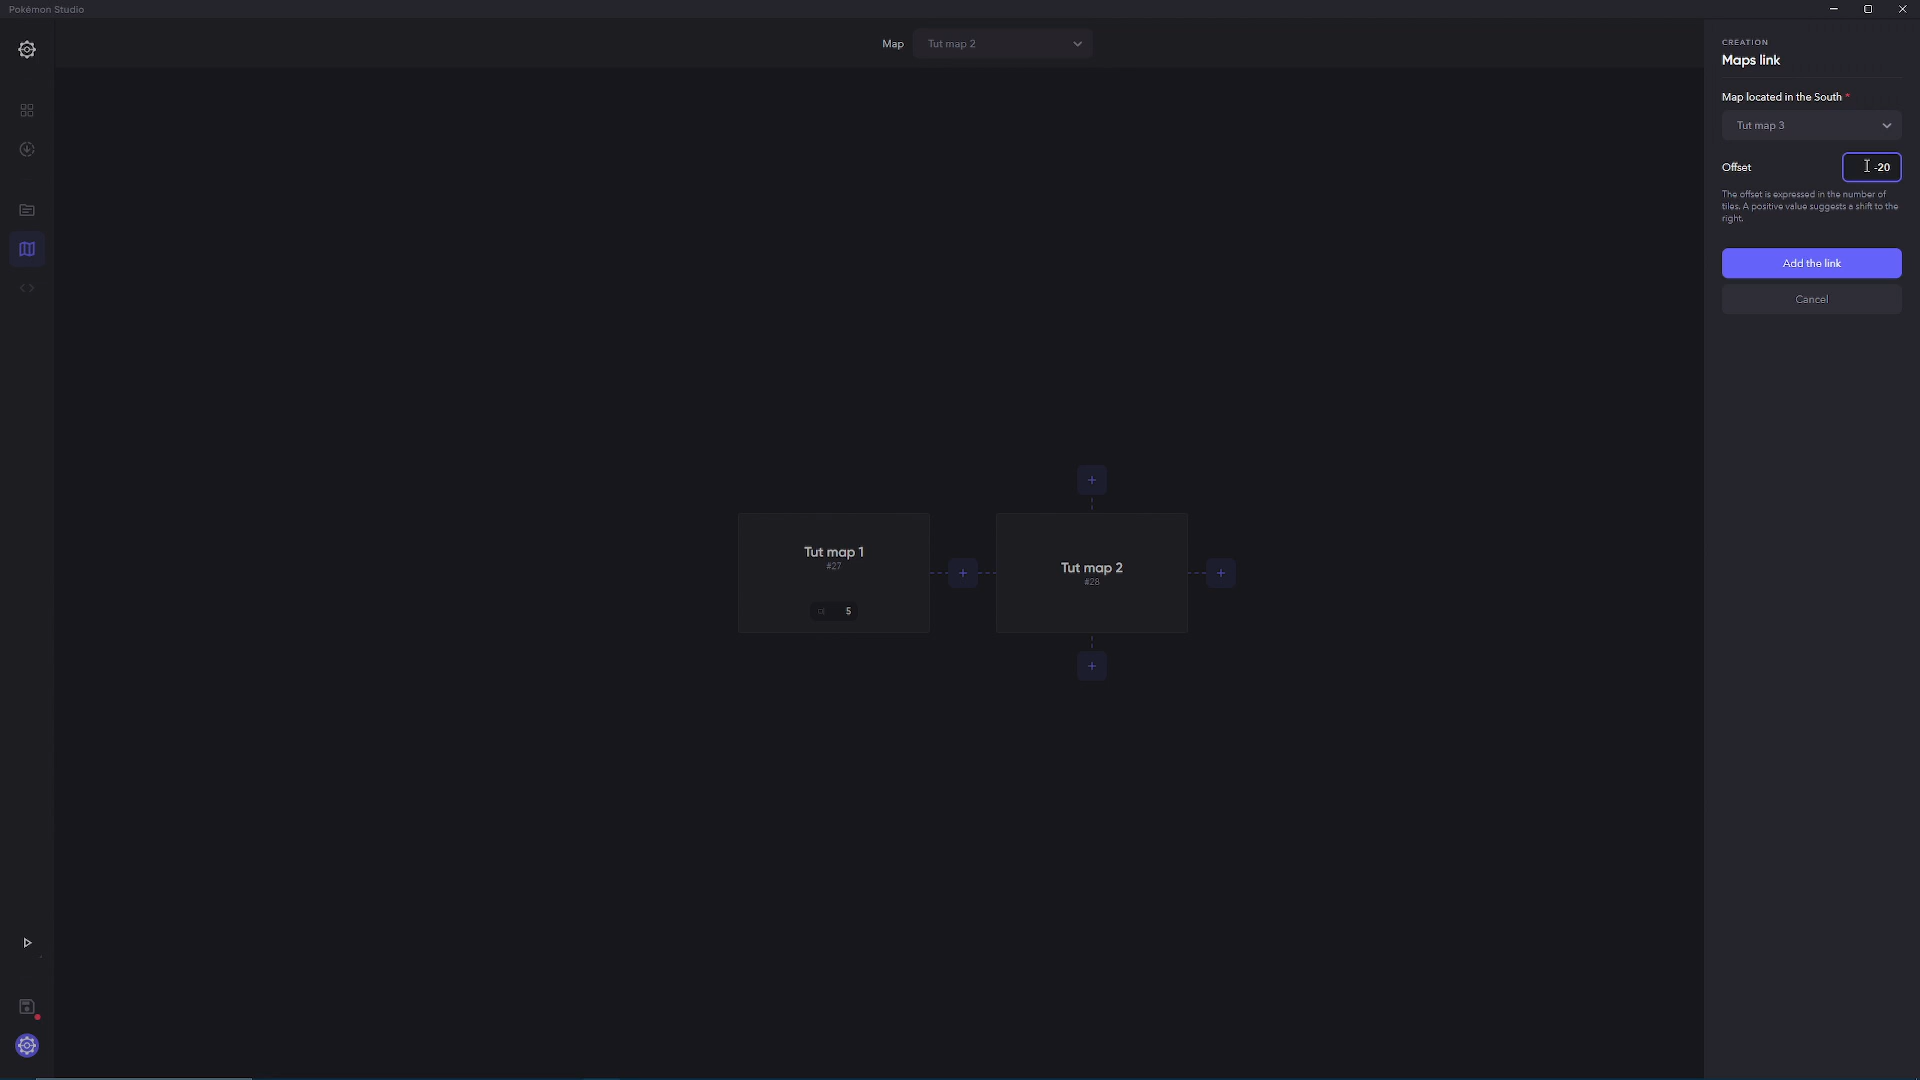 Pokémon Studio
Map
Tut map 2
CREATION
Maps link
Map located in the South *
Tut map 3
Offset
-20
The offset is expressed in the number of
tiles. A positive value suggests a shift to the
right.
Add the link
Cancel
Tut map 1
#27
5
Tut map 2
#28